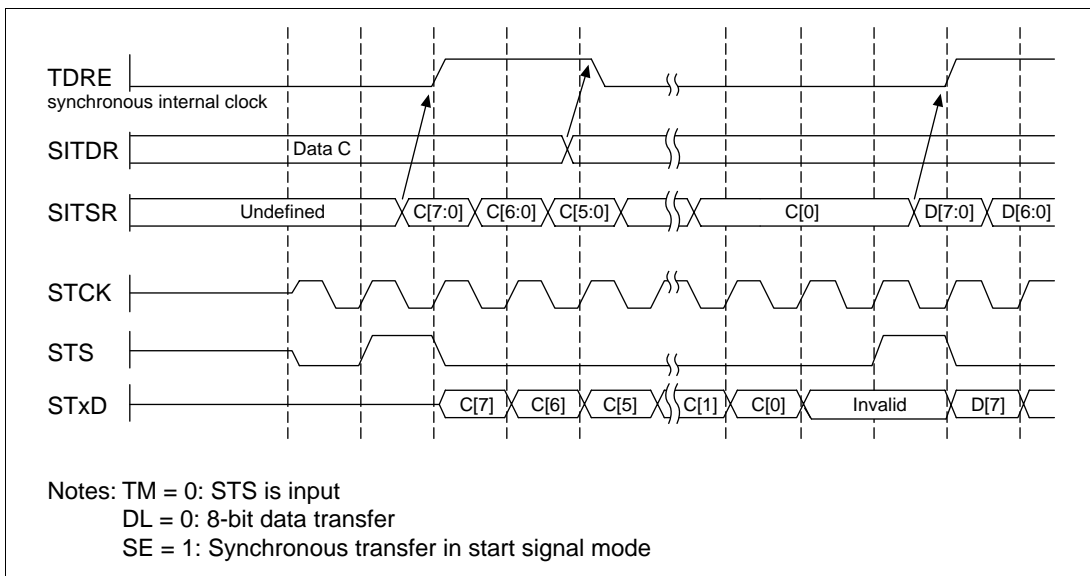 TDRE
synchronous internal clock
SITDR
Data C
SITSR
Undefined C[7:0] C[6:0] C[5:0] C[0] D[7:0] D[6:0]
STCK
STS
STxD
C[7] C[6] C[5] C[1] C[0] Invalid D[7]
Notes: TM = 0: STS is input
DL = 0: 8-bit data transfer
SE = 1: Synchronous transfer in start signal mode